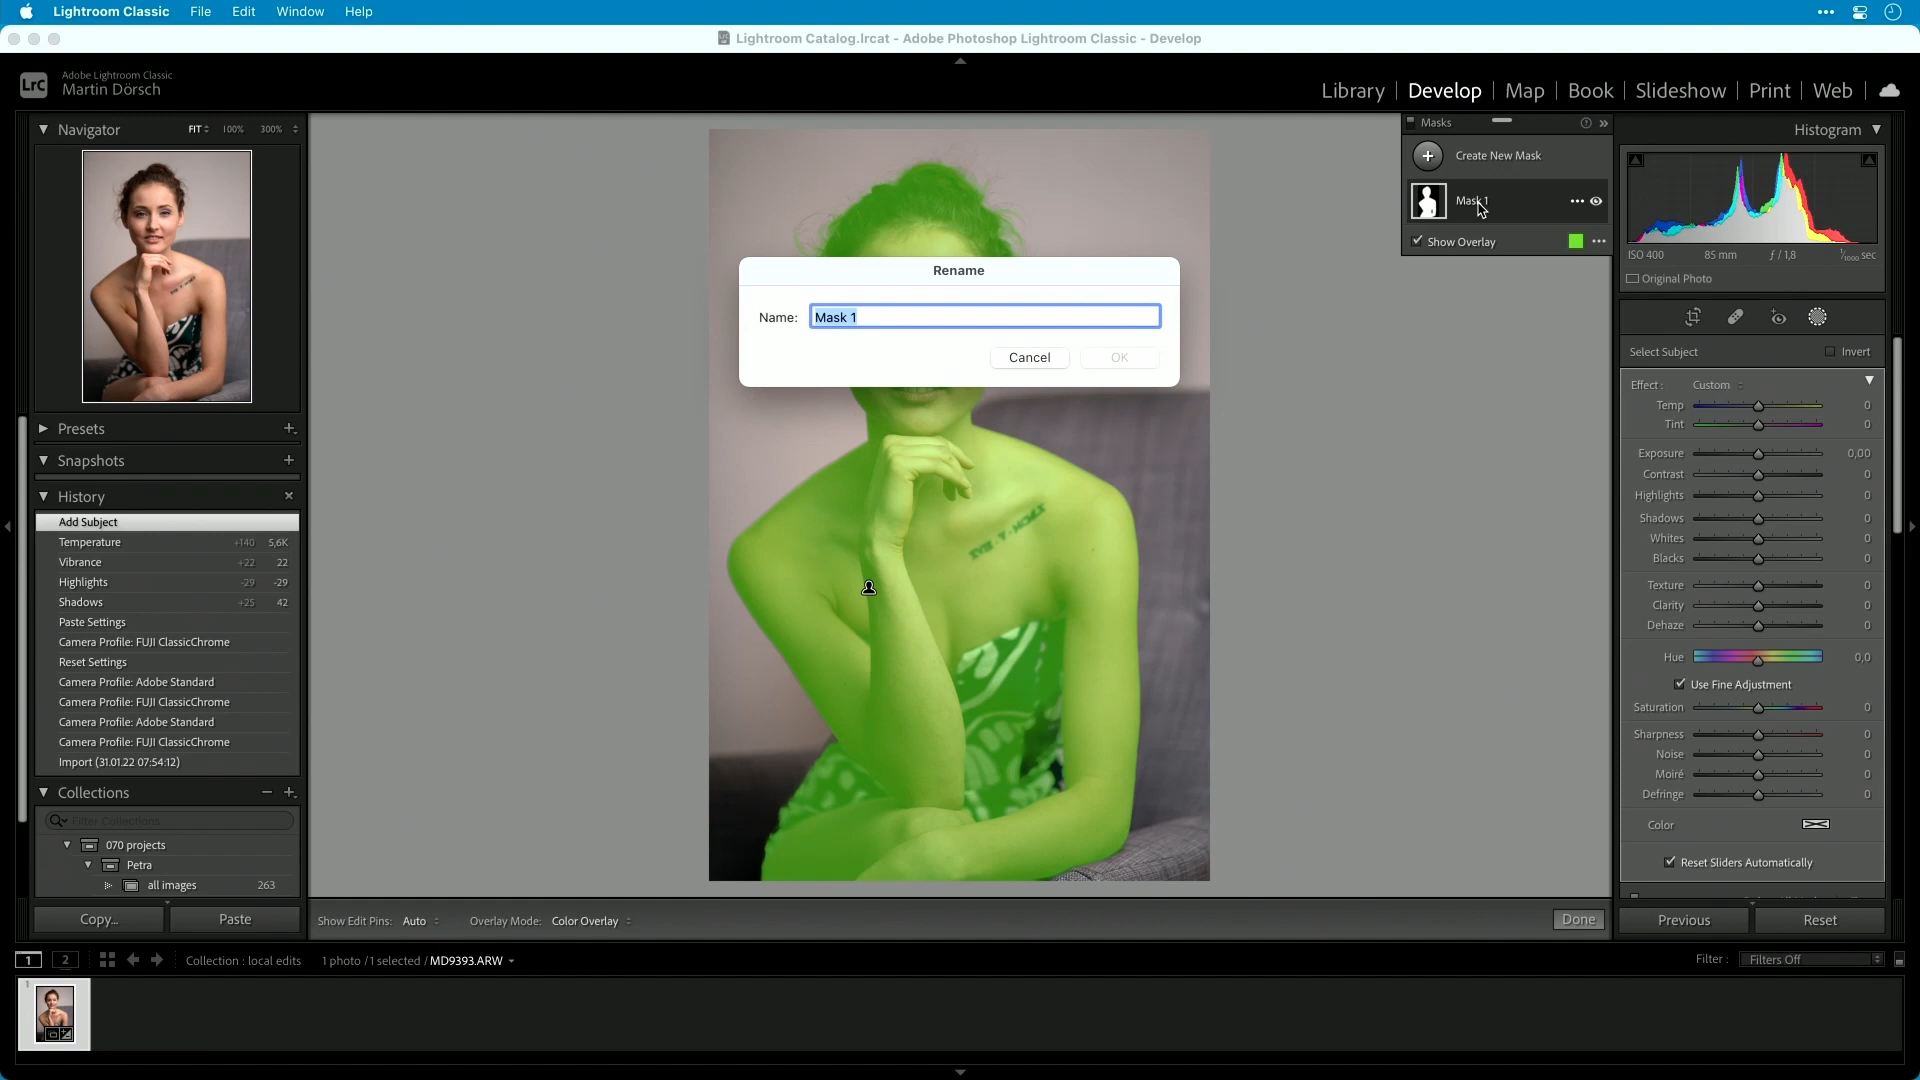 Lightroom Classic File Edit Window Help
Lightroom Catalog.lrcat - Adobe Photoshop Lightroom Classic - Develop
LrC
Adobe Lightroom Classic
Martin Dörsch
Library | Develop | Map | Book | Slideshow | Print | Web |
Navigator FIT 100% 300%
Presets
Snapshots
History
Add Subject
Temperature +140 5,6K
Vibrance +22 22
Highlights -29 -29
Shadows +25 42
Paste Settings
Camera Profile: FUJI ClassicChrome
Reset Settings
Camera Profile: Adobe Standard
Camera Profile: FUJI ClassicChrome
Camera Profile: Adobe Standard
Camera Profile: FUJI ClassicChrome
Import (31.01.22 07:54:12)
Collections
Filter Collections
070 projects
Petra
all images 263
Copy... Paste
Rename
Name: Mask 1
Cancel OK
Masks
Create New Mask
Mask 1
Show Overlay
Show Edit Pins: Auto Overlay Mode: Color Overlay Done
Histogram
ISO 400 85 mm ƒ / 1,8 1/1000 sec
Original Photo
Select Subject Invert
Effect : Custom
Temp 0
Tint 0
Exposure 0,00
Contrast 0
Highlights 0
Shadows 0
Whites 0
Blacks 0
Texture 0
Clarity 0
Dehaze 0
Hue 0,0
Use Fine Adjustment
Saturation 0
Sharpness 0
Noise 0
Moiré 0
Defringe 0
Color
Reset Sliders Automatically
Previous Reset
1 2 Collection : local edits 1 photo / 1 selected / MD9393.ARW Filter : Filters Off
1